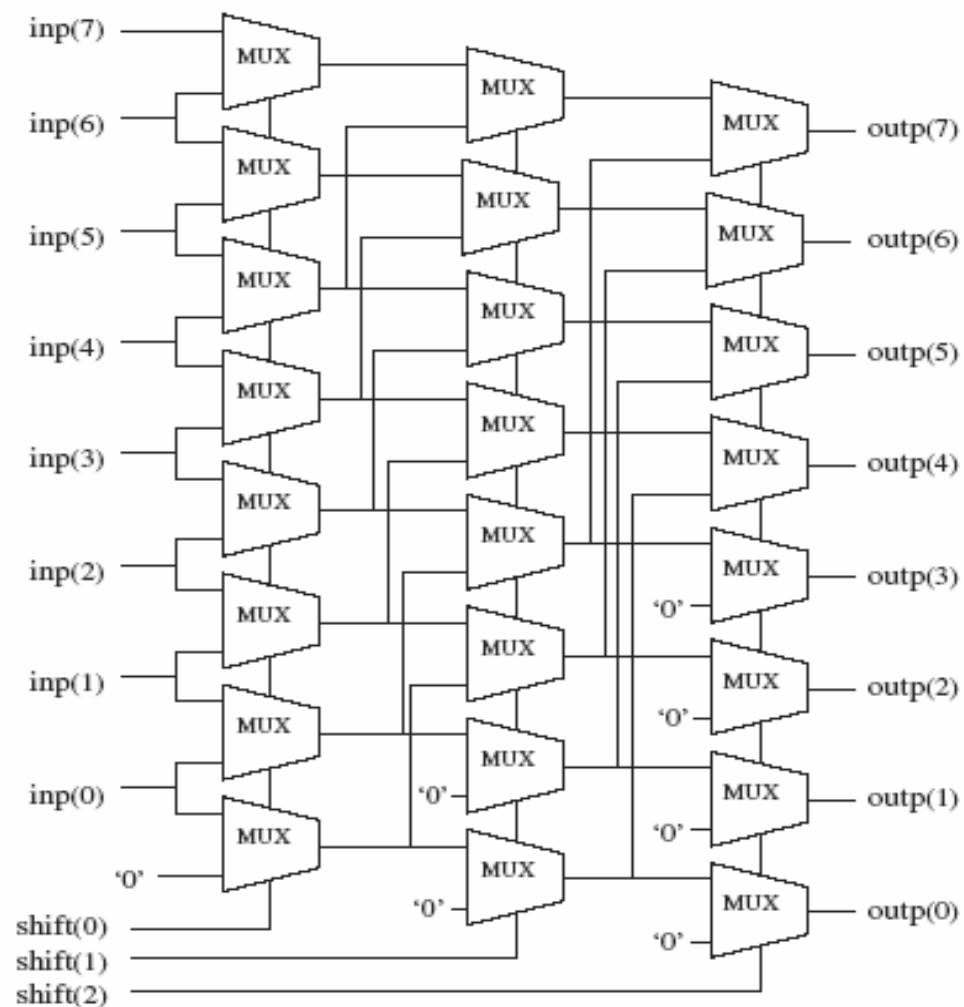 inp(7)
MUX
MUX
MUX
outp(7)
inp(6)
MUX
MUX
MUX
outp(6)
inp(5)
MUX
MUX
MUX
outp(5)
inp(4)
MUX
MUX
MUX
outp(4)
inp(3)
MUX
MUX
MUX
outp(3)
‘0’
inp(2)
MUX
MUX
MUX
outp(2)
‘0’
inp(1)
MUX
MUX
MUX
outp(1)
‘0’
‘0’
inp(0)
MUX
MUX
MUX
outp(0)
‘0’
‘0’
‘0’
shift(0)
shift(1)
shift(2)